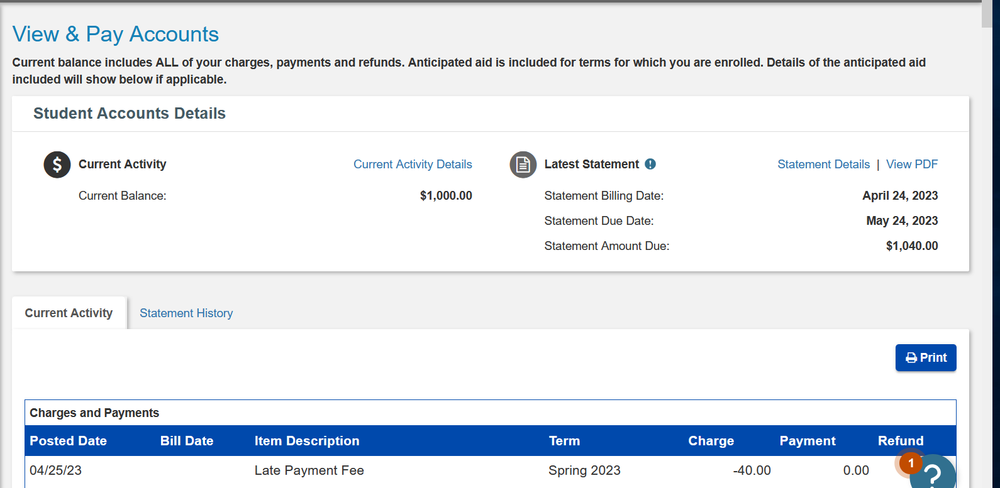 View & Pay Accounts
Current balance includes ALL of your charges, payments and refunds. Anticipated aid is included for terms for which you are enrolled. Details of the anticipated aid
included will show below if applicable.
Student Accounts Details
$ Current Activity Current Activity Details
Current Balance: $1,000.00
Latest Statement ! Statement Details | View PDF
Statement Billing Date: April 24, 2023
Statement Due Date: May 24, 2023
Statement Amount Due: $1,040.00
Current Activity Statement History
Print
Charges and Payments
Posted Date Bill Date Item Description Term Charge Payment Refund
04/25/23 Late Payment Fee Spring 2023 -40.00 0.00
1 ?